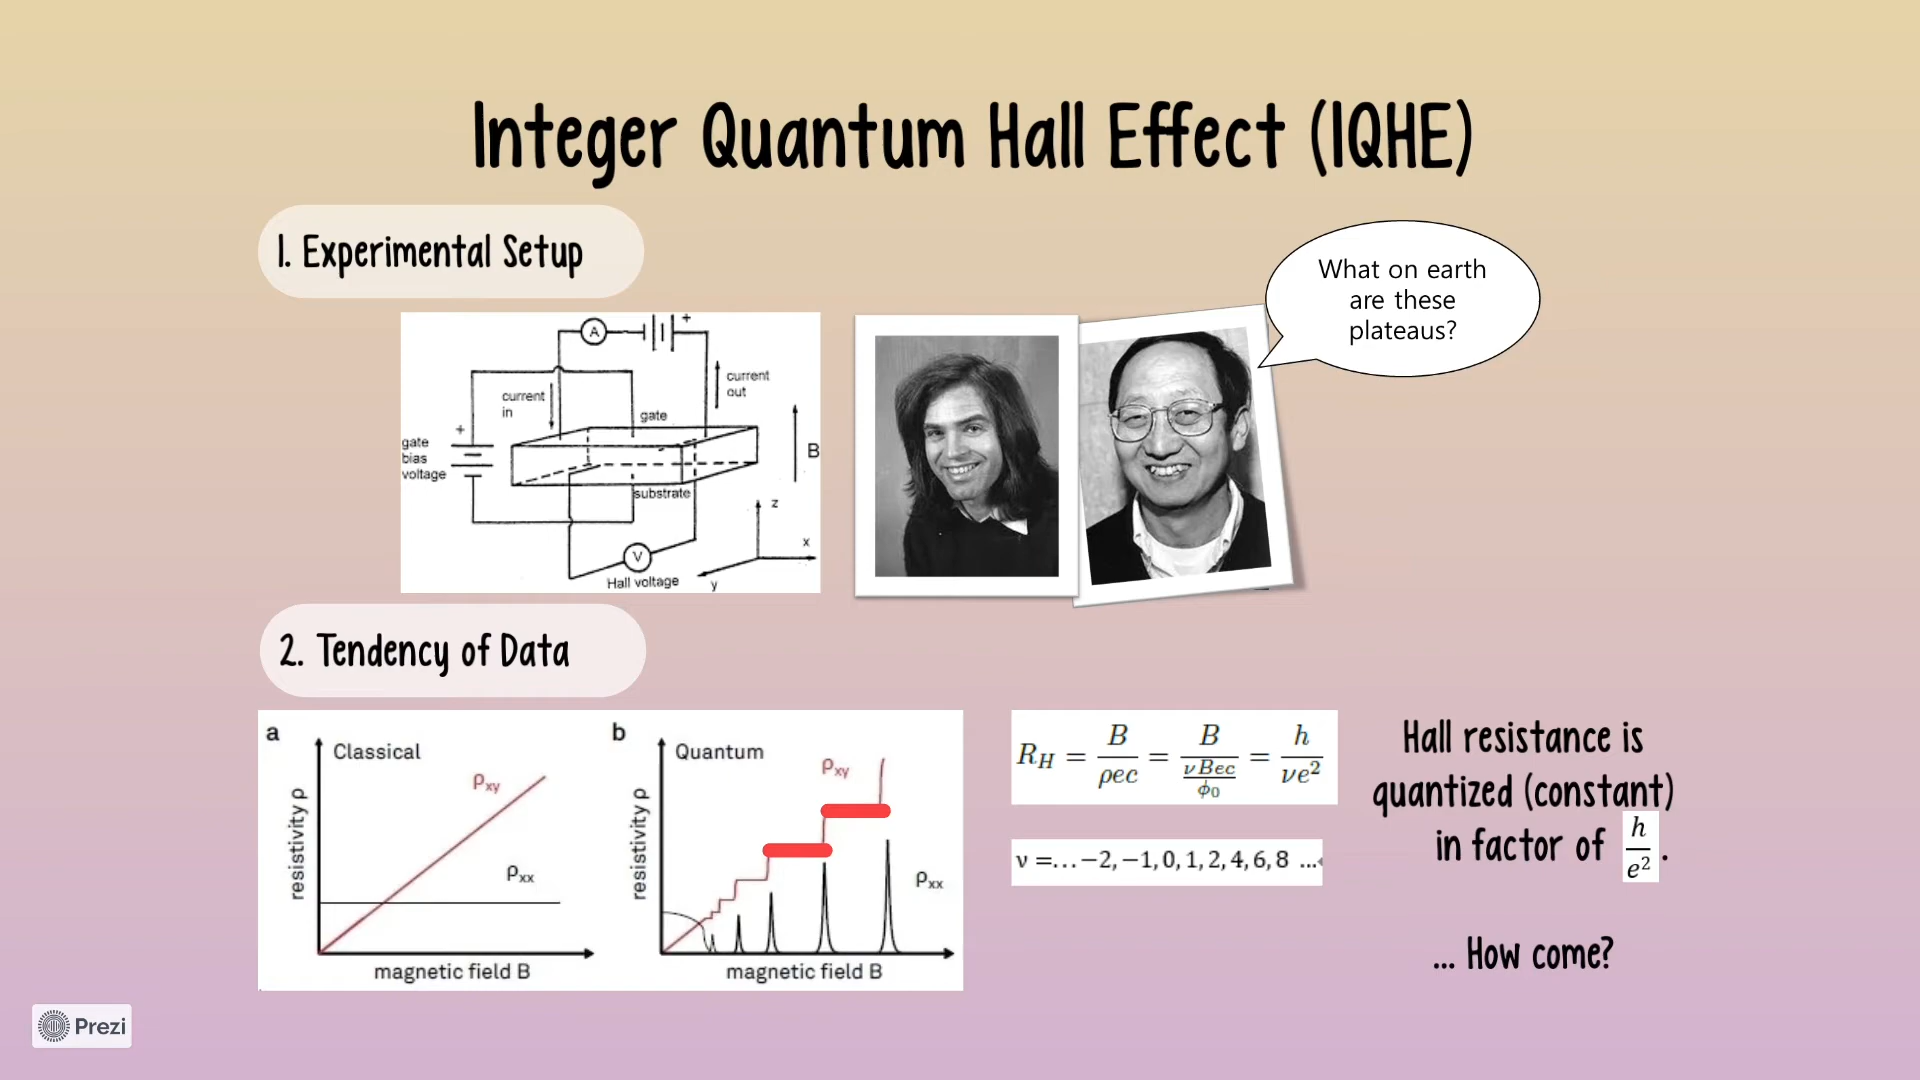 Integer Quantum Hall Effect (IQHE)
1. Experimental Setup
What on earth
are these
plateaus?
A
+
current
out
current
in
gate
+
gate
bias
voltage
B
substrate
z
x
V
Hall voltage
y
2. Tendency of Data
a
Classical
ρxy
ρxx
resistivity ρ
magnetic field B
b
Quantum
ρxy
ρxx
resistivity ρ
magnetic field B
R_H = B/ρec = B/(νBec/ϕ₀) = h/νe²
ν =...−2,−1,0,1,2,4,6,8 ...
Hall resistance is
quantized (constant)
in factor of h/e².
... How come?
Prezi